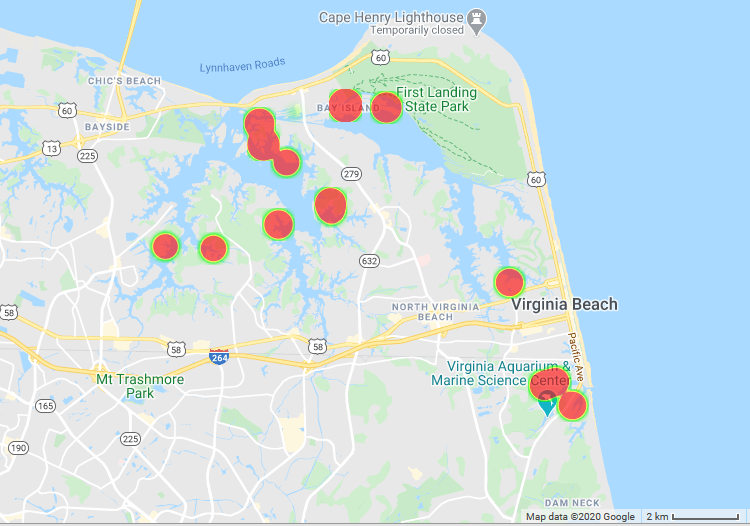 Cape Henry Lighthouse
Temporarily closed
60
Lynnhaven Roads
CHIC'S BEACH
First Landing
State Park
BAY ISLAND
60
BAYSIDE
13
225
279
60
632
Virginia Beach
NORTH VIRGINIA
BEACH
58
58
58
264
Pacific Ave
Virginia Aquarium &
Marine Science Center
Mt Trashmore
Park
165
225
190
DAM NECK
Map data ©2020 Google
2 km